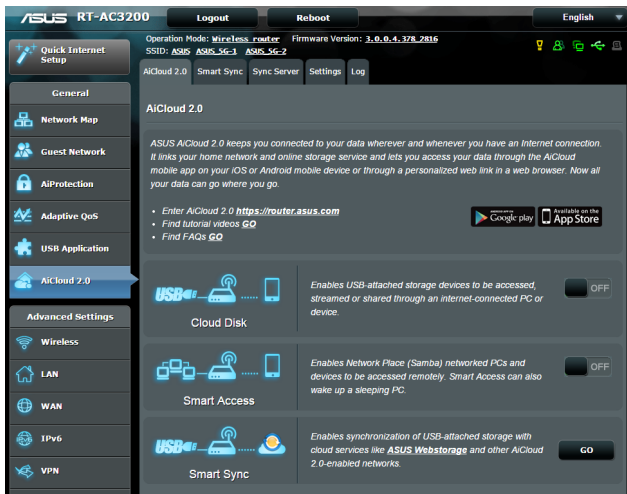 ASUS RT-AC3200 Logout Reboot English
Quick Internet Setup
Operation Mode: Wireless router Firmware Version: 3.0.0.4.378_2816
SSID: ASUS ASUS_5G-1 ASUS_5G-2
AiCloud 2.0 Smart Sync Sync Server Settings Log
General
Network Map
Guest Network
AiProtection
Adaptive QoS
USB Application
AiCloud 2.0
Advanced Settings
Wireless
LAN
WAN
IPv6
VPN
AiCloud 2.0
ASUS AiCloud 2.0 keeps you connected to your data wherever and whenever you have an Internet connection.
It links your home network and online storage service and lets you access your data through the AiCloud
mobile app on your iOS or Android mobile device or through a personalized web link in a web browser. Now all
your data can go where you go.
• Enter AiCloud 2.0 https://router.asus.com
• Find tutorial videos GO
• Find FAQs GO
ANDROID APP ON
Google play
Available on the
App Store
USB
Cloud Disk
Enables USB-attached storage devices to be accessed,
streamed or shared through an internet-connected PC or
device.
OFF
Smart Access
Enables Network Place (Samba) networked PCs and
devices to be accessed remotely. Smart Access can also
wake up a sleeping PC.
OFF
USB
Smart Sync
Enables synchronization of USB-attached storage with
cloud services like ASUS Webstorage and other AiCloud
2.0-enabled networks.
GO